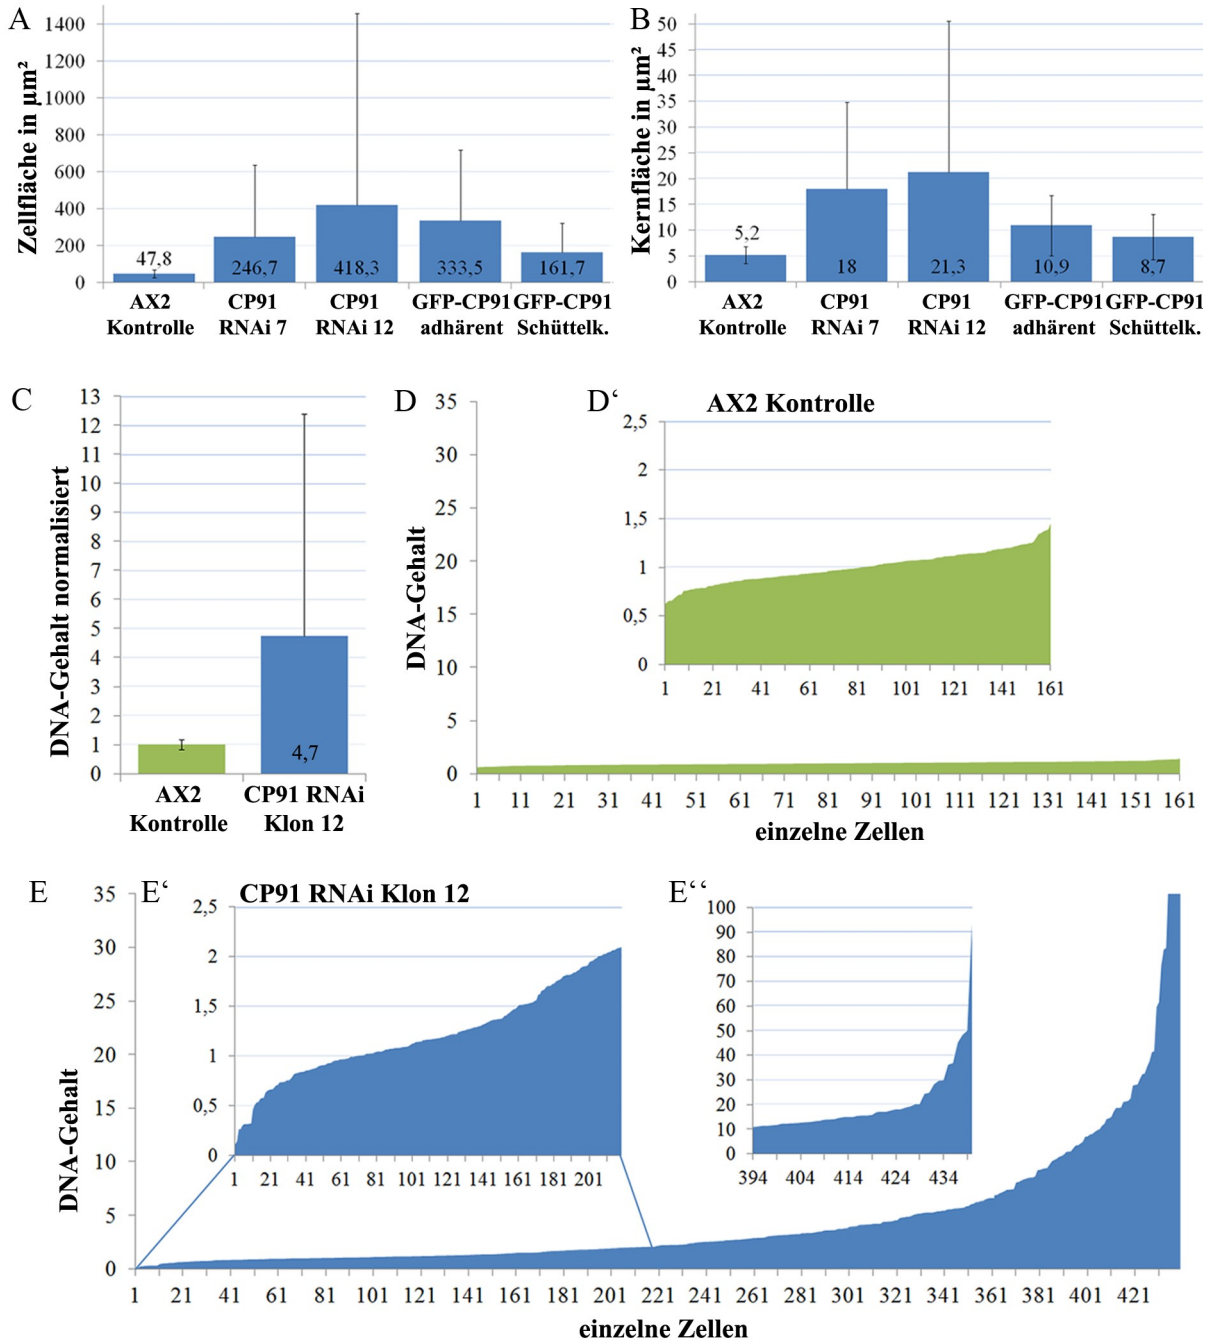 A
Zellfläche in µm²
1400
1200
1000
800
600
400
200
0
47,8
246,7
418,3
333,5
161,7
AX2 Kontrolle
CP91 RNAi 7
CP91 RNAi 12
GFP-CP91 adhärent
GFP-CP91 Schüttelk.
B
Kernfläche in µm²
50
45
40
35
30
25
20
15
10
5
0
5,2
18
21,3
10,9
8,7
AX2 Kontrolle
CP91 RNAi 7
CP91 RNAi 12
GFP-CP91 adhärent
GFP-CP91 Schüttelk.
C
DNA-Gehalt normalisiert
13
12
11
10
9
8
7
6
5
4
3
2
1
0
4,7
AX2 Kontrolle
CP91 RNAi Klon 12
D
DNA-Gehalt
35
30
25
20
15
10
5
0
1 11 21 31 41 51 61 71 81 91 101 111 121 131 141 151 161
einzelne Zellen
D‘
AX2 Kontrolle
2,5
2
1,5
1
0,5
0
1 21 41 61 81 101 121 141 161
E
DNA-Gehalt
35
30
25
20
15
10
5
0
1 21 41 61 81 101 121 141 161 181 201 221 241 261 281 301 321 341 361 381 401 421
einzelne Zellen
E‘
CP91 RNAi Klon 12
2,5
2
1,5
1
0,5
0
1 21 41 61 81 101 121 141 161 181 201
E‘‘
100
90
80
70
60
50
40
30
20
10
0
394 404 414 424 434